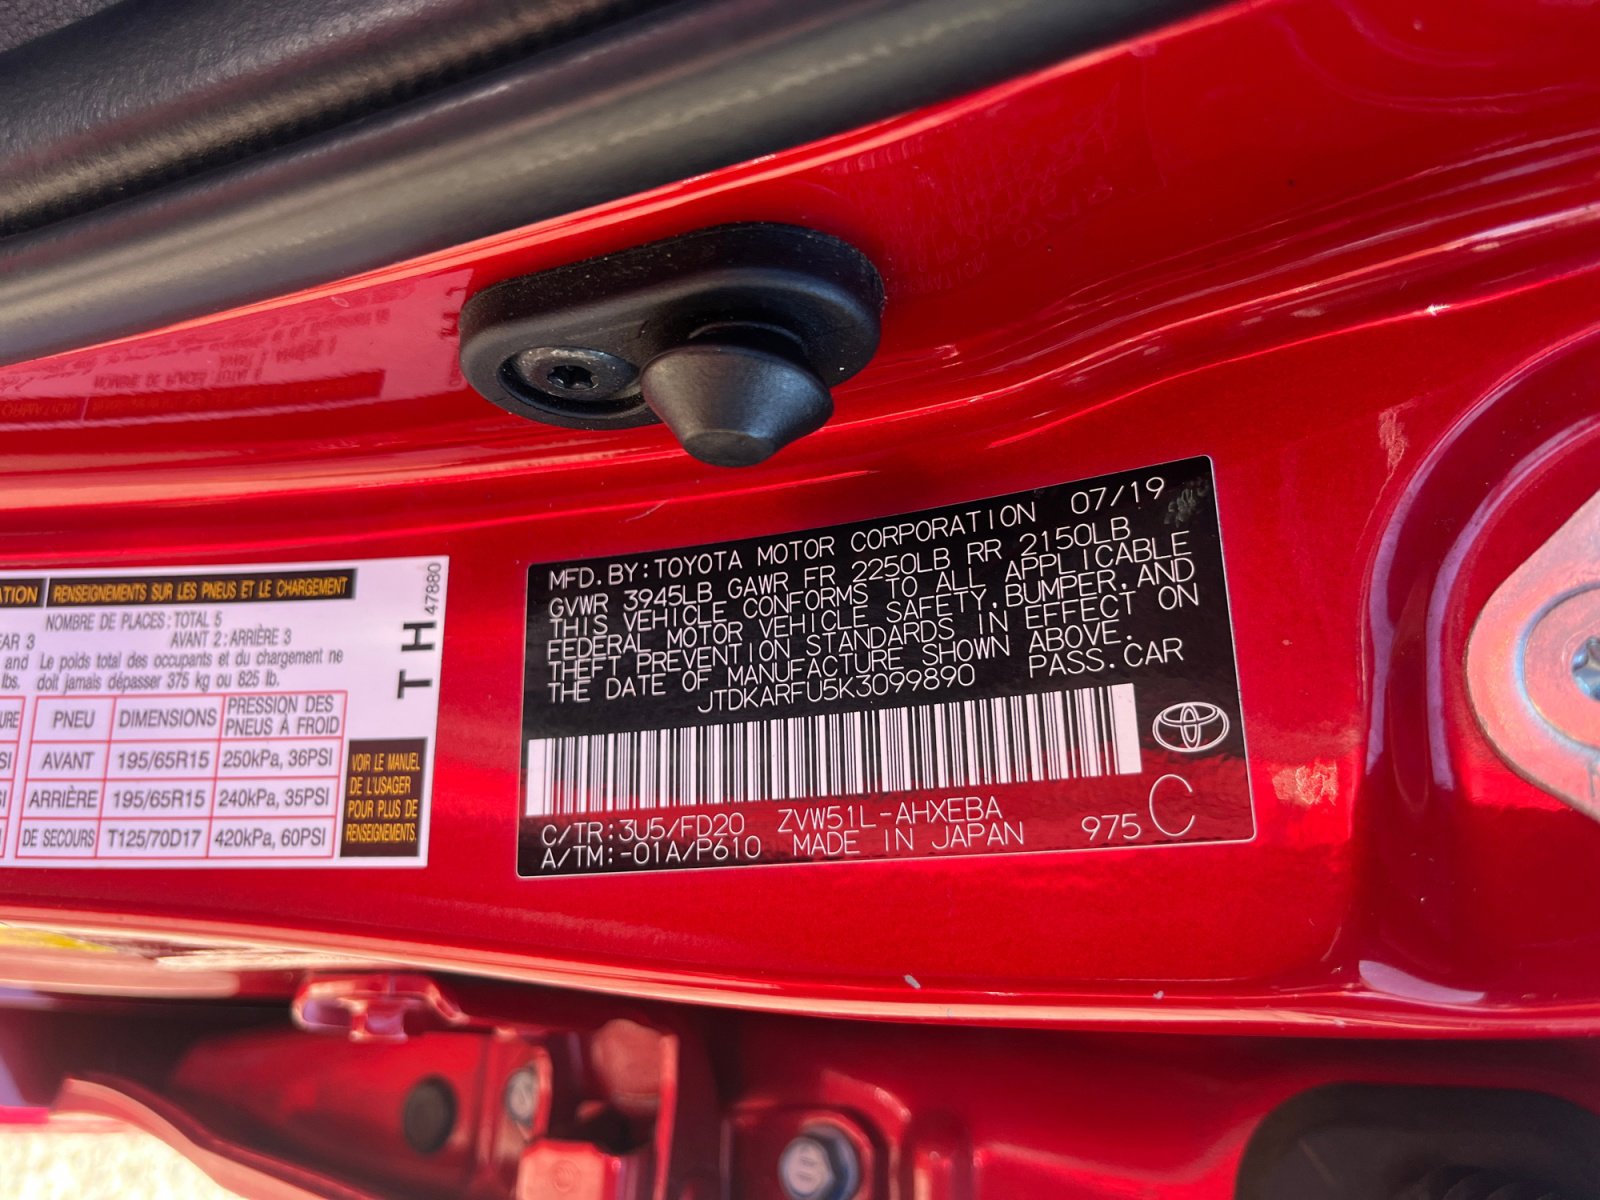 ATION RENSEIGNEMENTS SUR LES PNEUS ET LE CHARGEMENT
NOMBRE DE PLACES : TOTAL 5
EAR 3 AVANT 2 : ARRIÈRE 3
and Le poids total des occupants et du chargement ne
lbs. doit jamais dépasser 375 kg ou 825 lb.
PNEU DIMENSIONS PRESSION DES PNEUS À FROID
AVANT 195/65R15 250kPa, 36PSI
ARRIÈRE 195/65R15 240kPa, 35PSI
DE SECOURS T125/70D17 420kPa, 60PSI
VOIR LE MANUEL
DE L'USAGER
POUR PLUS DE
RENSEIGNEMENTS.
T H 47880
MFD. BY: TOYOTA MOTOR CORPORATION 07/19
GVWR 3945LB GAWR FR 2250LB RR 2150LB
THIS VEHICLE CONFORMS TO ALL APPLICABLE
FEDERAL MOTOR VEHICLE SAFETY, BUMPER, AND
THEFT PREVENTION STANDARDS IN EFFECT ON
THE DATE OF MANUFACTURE SHOWN ABOVE.
JTDKARFU5K3099890 PASS. CAR
C/TR: 3U5/FD20 ZVW51L-AHXEBA
A/TM: -01A/P610 MADE IN JAPAN 975 C